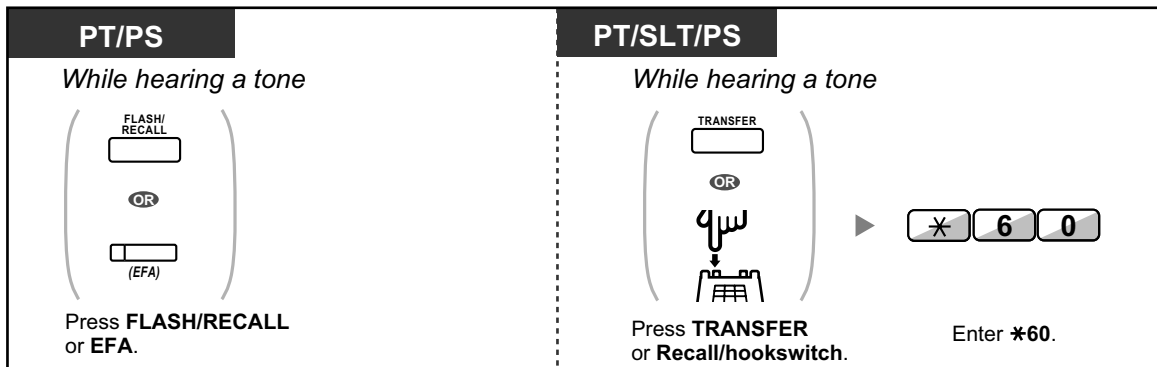 PT/PS
While hearing a tone
FLASH/
RECALL
OR
(EFA)
Press FLASH/RECALL
or EFA.
PT/SLT/PS
While hearing a tone
TRANSFER
OR
Press TRANSFER
or Recall/hookswitch.
* 6 0
Enter *60.